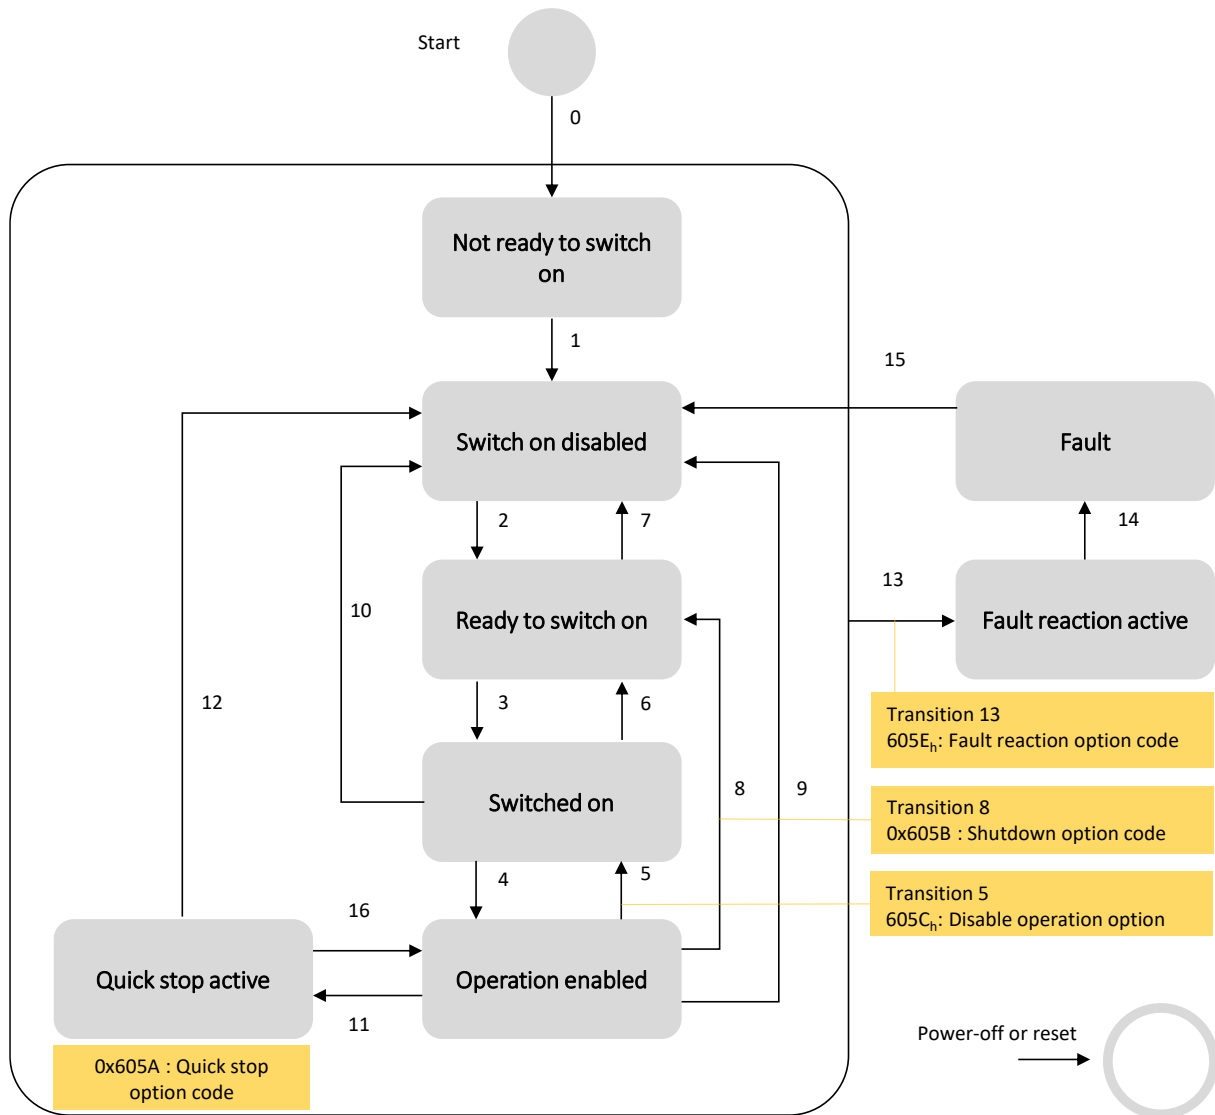 Start
0
Not ready to switch
on
1
15
Switch on disabled
Fault
2
7
14
13
10
Ready to switch on
Fault reaction active
12
3
6
Transition 13
605Eₕ: Fault reaction option code
8
9
Switched on
Transition 8
0x605B : Shutdown option code
4
5
Transition 5
605Cₕ: Disable operation option
16
Quick stop active
Operation enabled
11
Power-off or reset
0x605A : Quick stop
option code